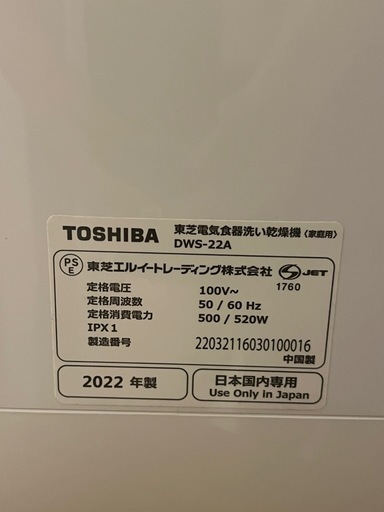 TOSHIBA 東芝電気食器洗い乾燥機〈家庭用〉
DWS-22A
PS E 東芝エルイートレーディング株式会社 S JET
1760
定格電圧 100V~
定格周波数 50 / 60 Hz
定格消費電力 500 / 520W
IPX1
製造番号 22032116030100016
中国製
2022 年製
日本国内専用
Use Only in Japan